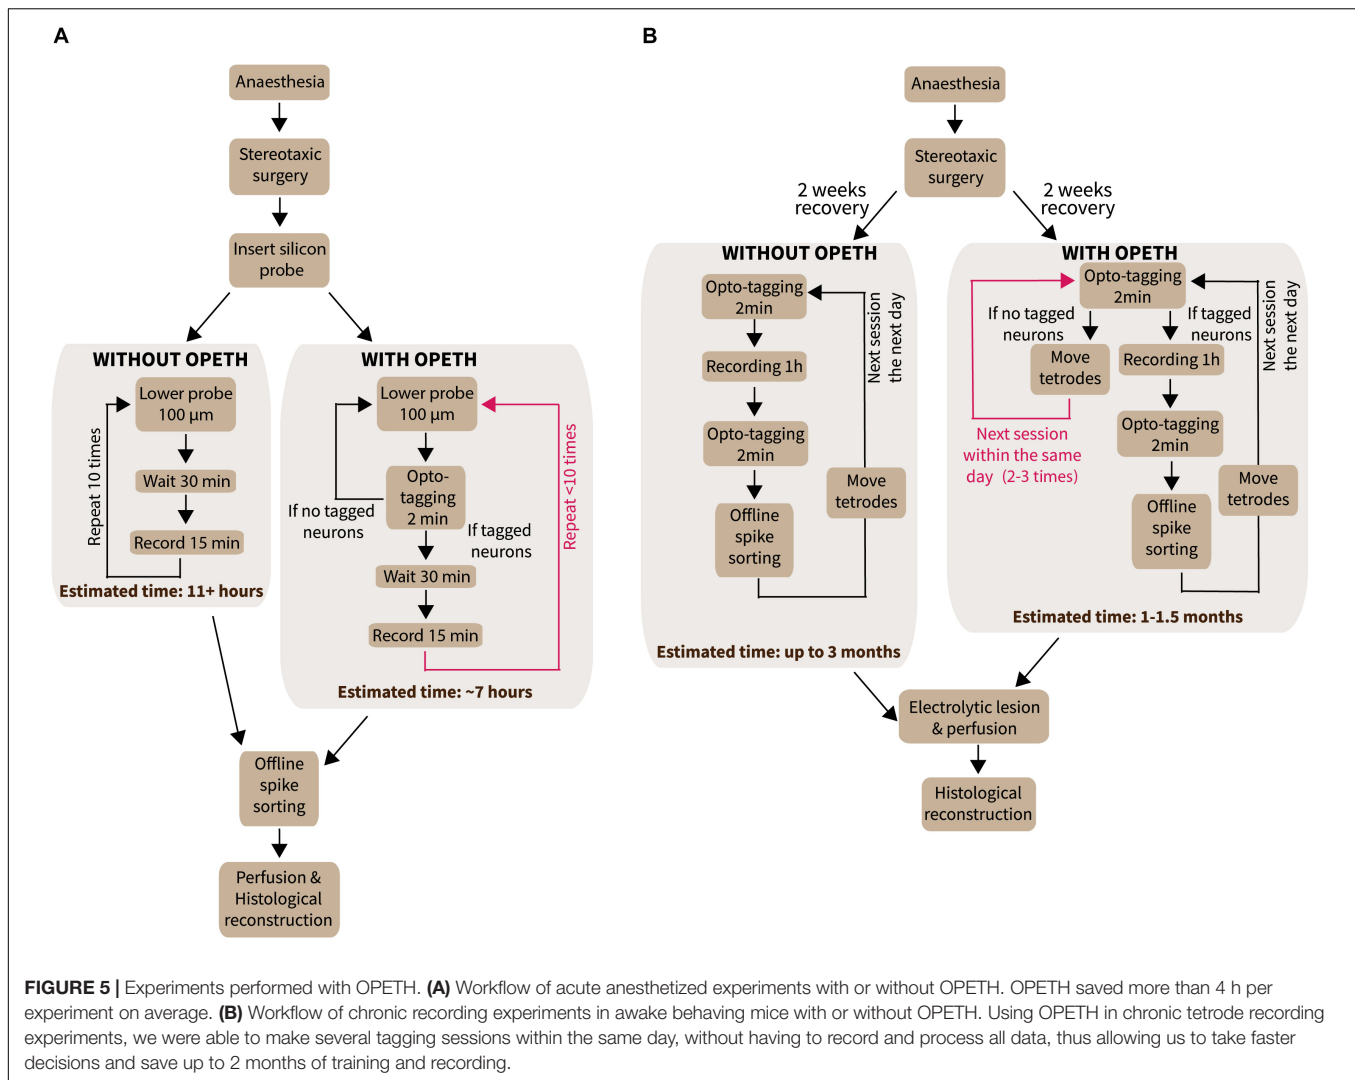 A
Anaesthesia
Stereotaxic
surgery
Insert silicon
probe
WITHOUT OPETH
Lower probe
100 µm
Wait 30 min
Record 15 min
Repeat 10 times
Estimated time: 11+ hours
WITH OPETH
Lower probe
100 µm
Opto-
tagging
2 min
If no tagged
neurons
If tagged
neurons
Wait 30 min
Record 15 min
Repeat <10 times
Estimated time: ~7 hours
Offline
spike
sorting
Perfusion &
Histological
reconstruction
B
Anaesthesia
Stereotaxic
surgery
2 weeks
recovery
2 weeks
recovery
WITHOUT OPETH
Opto-tagging
2min
Recording 1h
Opto-tagging
2min
Offline
spike
sorting
Move
tetrodes
Next session
the next day
Estimated time: up to 3 months
WITH OPETH
Opto-tagging
2min
If no tagged
neurons
If tagged
neurons
Move
tetrodes
Recording 1h
Next session
within the same
day (2-3 times)
Opto-tagging
2min
Offline
spike
sorting
Move
tetrodes
Next session
the next day
Estimated time: 1-1.5 months
Electrolytic lesion
& perfusion
Histological
reconstruction
FIGURE 5 | Experiments performed with OPETH. (A) Workflow of acute anesthetized experiments with or without OPETH. OPETH saved more than 4 h per
experiment on average. (B) Workflow of chronic recording experiments in awake behaving mice with or without OPETH. Using OPETH in chronic tetrode recording
experiments, we were able to make several tagging sessions within the same day, without having to record and process all data, thus allowing us to take faster
decisions and save up to 2 months of training and recording.